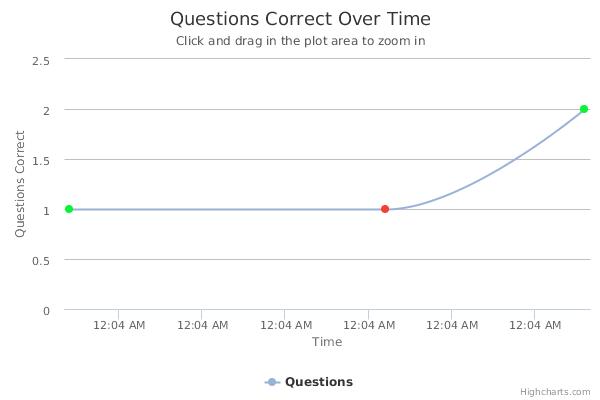 Questions Correct Over Time
Click and drag in the plot area to zoom in
2.5
2
1.5
1
0.5
0
Questions Correct
12:04 AM 12:04 AM 12:04 AM 12:04 AM 12:04 AM 12:04 AM
Time
Questions
Highcharts.com